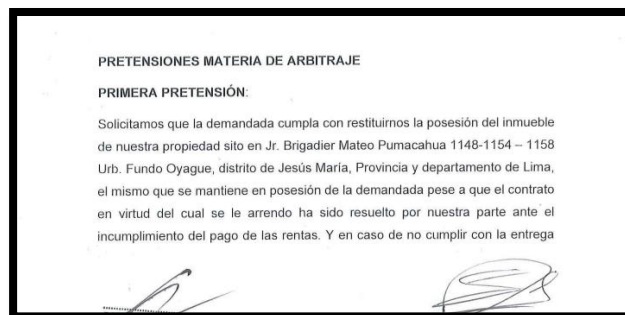 PRETENSIONES MATERIA DE ARBITRAJE
PRIMERA PRETENSIÓN:
Solicitamos que la demandada cumpla con restituirnos la posesión del inmueble
de nuestra propiedad sito en Jr. Brigadier Mateo Pumacahua 1148-1154 – 1158
Urb. Fundo Oyague, distrito de Jesús María, Provincia y departamento de Lima,
el mismo que se mantiene en posesión de la demandada pese a que el contrato
en virtud del cual se le arrendo ha sido resuelto por nuestra parte ante el
incumplimiento del pago de las rentas. Y en caso de no cumplir con la entrega